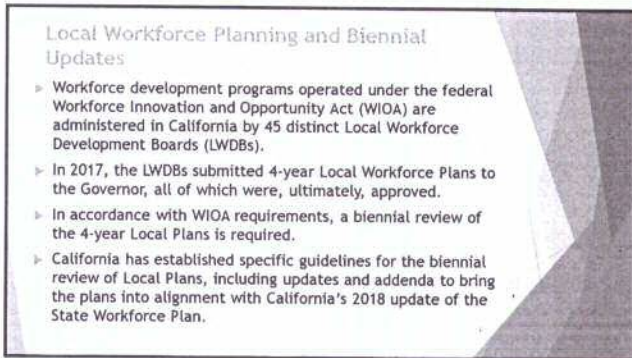 Local Workforce Planning and Biennial
Updates
Workforce development programs operated under the federal
Workforce Innovation and Opportunity Act (WIOA) are
administered in California by 45 distinct Local Workforce
Development Boards (LWDBs).
In 2017, the LWDBs submitted 4-year Local Workforce Plans to
the Governor, all of which were, ultimately, approved.
In accordance with WIOA requirements, a biennial review of
the 4-year Local Plans is required.
California has established specific guidelines for the biennial
review of Local Plans, including updates and addenda to bring
the plans into alignment with California's 2018 update of the
State Workforce Plan.